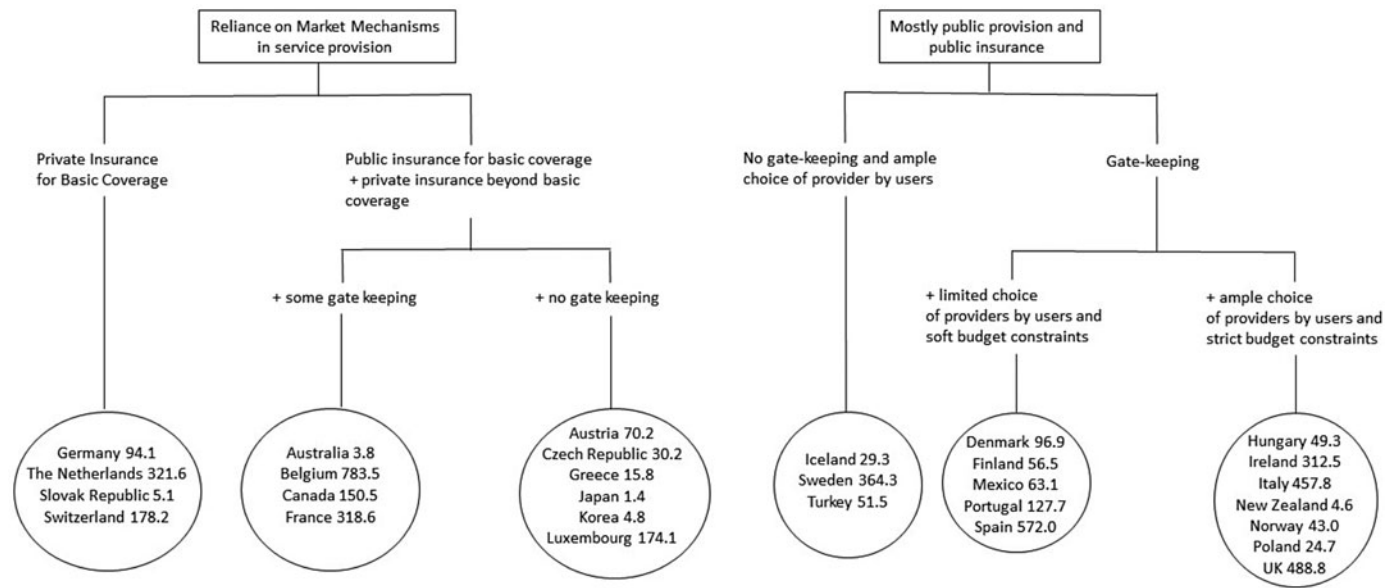 Reliance on Market Mechanisms
in service provision
Private Insurance
for Basic Coverage
Public insurance for basic coverage
+ private insurance beyond basic
coverage
+ some gate keeping
+ no gate keeping
Germany 94.1
The Netherlands 321.6
Slovak Republic 5.1
Switzerland 178.2
Australia 3.8
Belgium 783.5
Canada 150.5
France 318.6
Austria 70.2
Czech Republic 30.2
Greece 15.8
Japan 1.4
Korea 4.8
Luxembourg 174.1
Mostly public provision and
public insurance
No gate-keeping and ample
choice of provider by users
Gate-keeping
+ limited choice
of providers by users and
soft budget constraints
+ ample choice
of providers by users and
strict budget constraints
Iceland 29.3
Sweden 364.3
Turkey 51.5
Denmark 96.9
Finland 56.5
Mexico 63.1
Portugal 127.7
Spain 572.0
Hungary 49.3
Ireland 312.5
Italy 457.8
New Zealand 4.6
Norway 43.0
Poland 24.7
UK 488.8